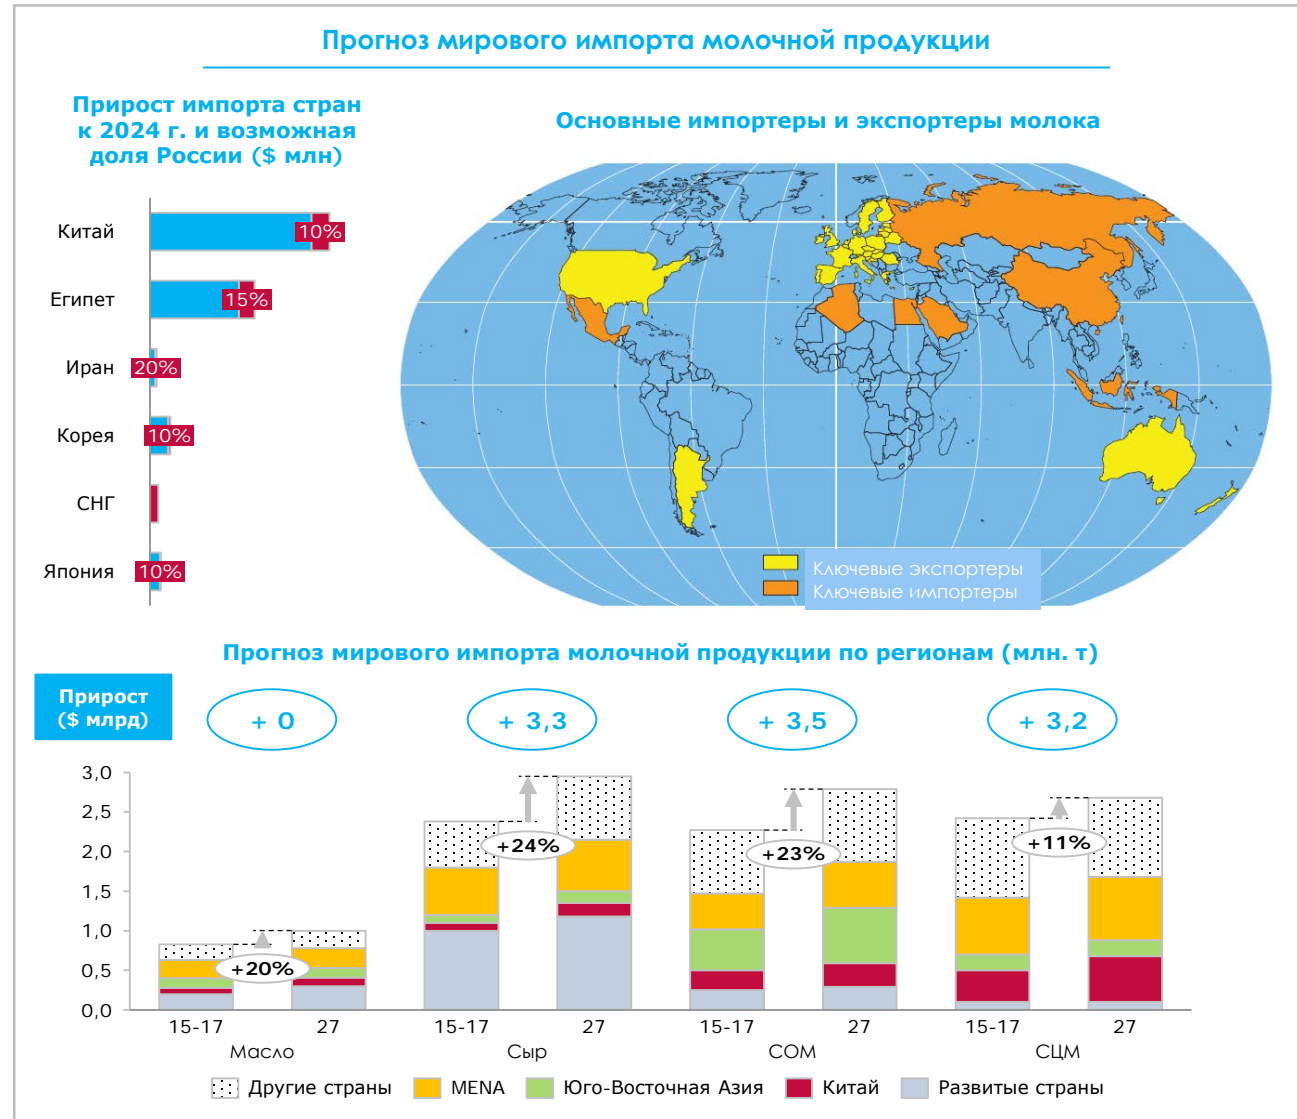 Прогноз мирового импорта молочной продукции
Прирост импорта стран
к 2024 г. и возможная
доля России ($ млн)
Китай
10%
Египет
15%
Иран
20%
Корея
10%
СНГ
Япония
10%
Основные импортеры и экспортеры молока
Ключевые экспортеры
Ключевые импортеры
Прогноз мирового импорта молочной продукции по регионам (млн. т)
Прирост
($ млрд)
+ 0
+ 3,3
+ 3,5
+ 3,2
3,0
2,5
2,0
1,5
1,0
0,5
0,0
+20%
+24%
+23%
+11%
15-17 27 15-17 27 15-17 27 15-17 27
Масло Сыр СОМ СЦМ
Другие страны MENA Юго-Восточная Азия Китай Развитые страны